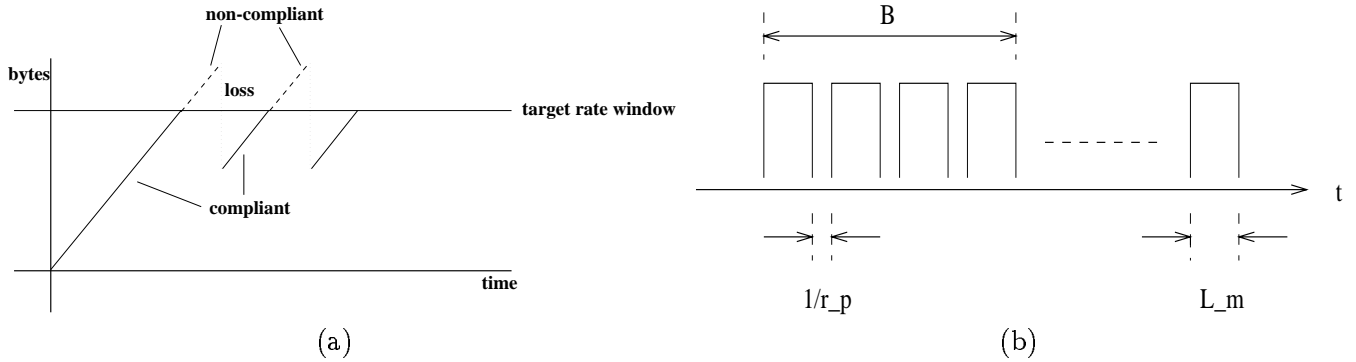 non-compliant
bytes
loss
target rate window
compliant
time
(a)
B
t
1/r_p
L_m
(b)